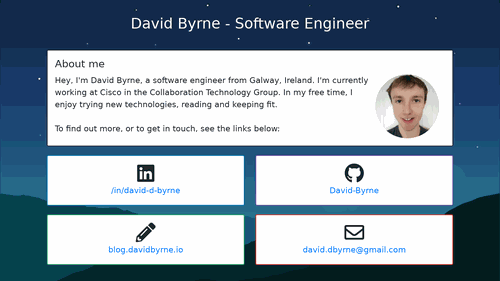 David Byrne - Software Engineer
About me
Hey, I'm David Byrne, a software engineer from Galway, Ireland. I'm currently
working at Cisco in the Collaboration Technology Group. In my free time, I
enjoy trying new technologies, reading and keeping fit.
To find out more, or to get in touch, see the links below:
in
/in/david-d-byrne
David-Byrne
blog.davidbyrne.io
david.dbyrne@gmail.com